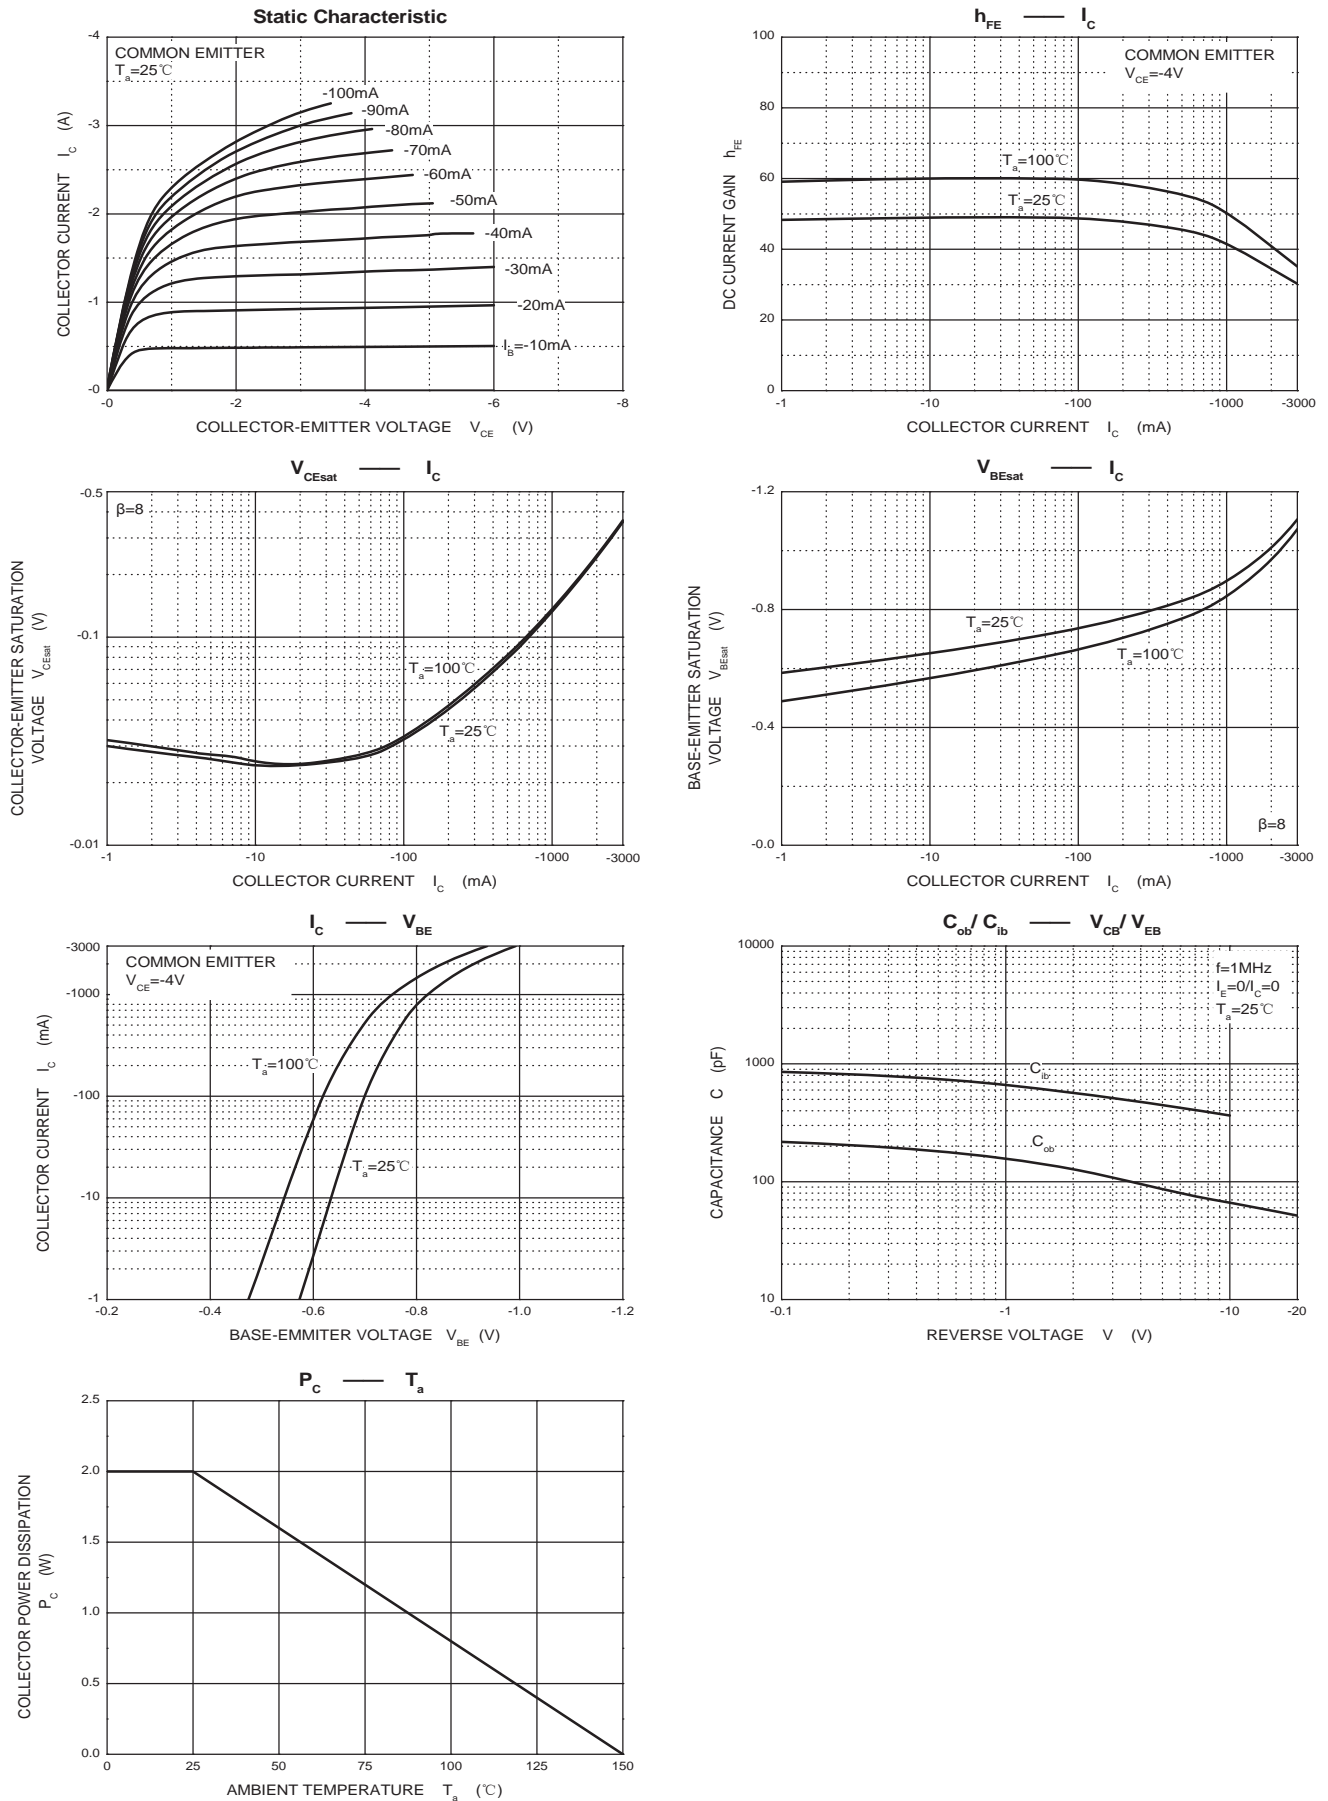 Static Characteristic
COMMON EMITTER
Ta=25℃
-4
-3
-2
-1
-0
COLLECTOR CURRENT IC (A)
-100mA
-90mA
-80mA
-70mA
-60mA
-50mA
-40mA
-30mA
-20mA
IB=-10mA
-0 -2 -4 -6 -8
COLLECTOR-EMITTER VOLTAGE VCE (V)
hFE —— IC
COMMON EMITTER
VCE=-4V
100
80
60
40
20
0
DC CURRENT GAIN hFE
Ta=100℃
Ta=25℃
-1 -10 -100 -1000 -3000
COLLECTOR CURRENT IC (mA)
VCEsat —— IC
β=8
-0.5
-0.1
-0.01
COLLECTOR-EMITTER SATURATION
VOLTAGE VCEsat (V)
Ta=100℃
Ta=25℃
-1 -10 -100 -1000 -3000
COLLECTOR CURRENT IC (mA)
VBEsat —— IC
-1.2
-0.8
-0.4
-0.0
BASE-EMITTER SATURATION
VOLTAGE VBEsat (V)
Ta=25℃
Ta=100℃
β=8
-1 -10 -100 -1000 -3000
COLLECTOR CURRENT IC (mA)
IC —— VBE
COMMON EMITTER
VCE=-4V
-3000
-1000
-100
-10
-1
COLLECTOR CURRENT IC (mA)
Ta=100℃
Ta=25℃
-0.2 -0.4 -0.6 -0.8 -1.0 -1.2
BASE-EMMITER VOLTAGE VBE (V)
Cob/ Cib —— VCB/ VEB
f=1MHz
IE=0/IC=0
Ta=25℃
10000
1000
100
10
CAPACITANCE C (pF)
Cib
Cob
-0.1 -1 -10 -20
REVERSE VOLTAGE V (V)
PC —— Ta
2.5
2.0
1.5
1.0
0.5
0.0
COLLECTOR POWER DISSIPATION
PC (W)
0 25 50 75 100 125 150
AMBIENT TEMPERATURE Ta (℃)